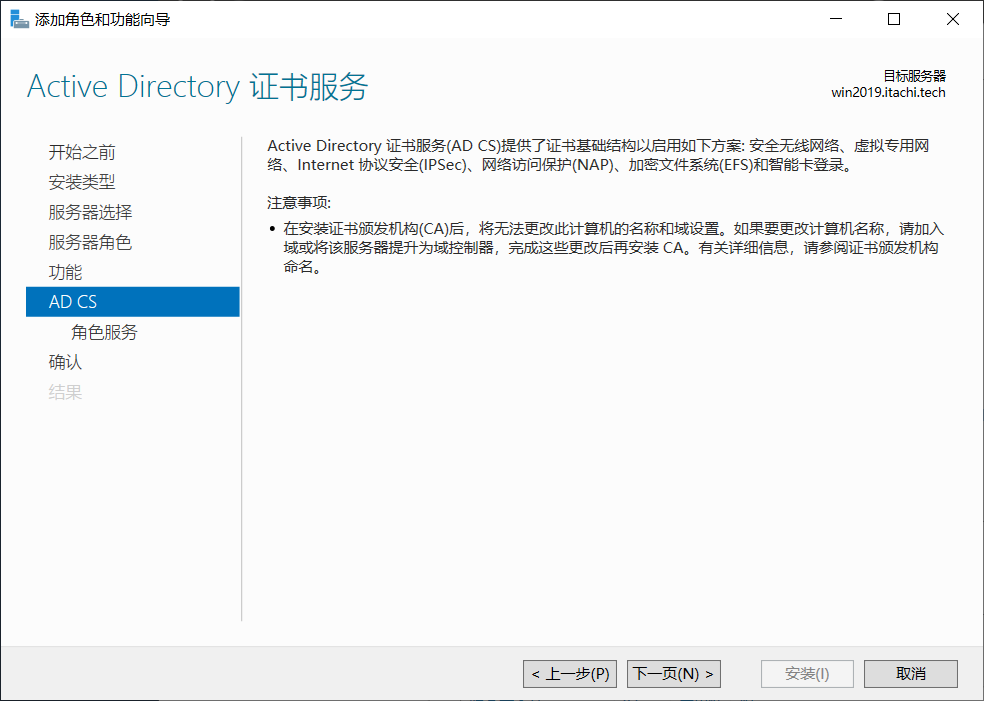 添加角色和功能向导
Active Directory 证书服务
目标服务器
win2019.itachi.tech
开始之前
安装类型
服务器选择
服务器角色
功能
AD CS
角色服务
确认
结果
Active Directory 证书服务(AD CS)提供了证书基础结构以启用如下方案: 安全无线网络、虚拟专用网
络、Internet 协议安全(IPSec)、网络访问保护(NAP)、加密文件系统(EFS)和智能卡登录。
注意事项:
• 在安装证书颁发机构(CA)后，将无法更改此计算机的名称和域设置。如果要更改计算机名称，请加入
域或将该服务器提升为域控制器，完成这些更改后再安装 CA。有关详细信息，请参阅证书颁发机构
命名。
< 上一步(P)
下一页(N) >
安装(I)
取消